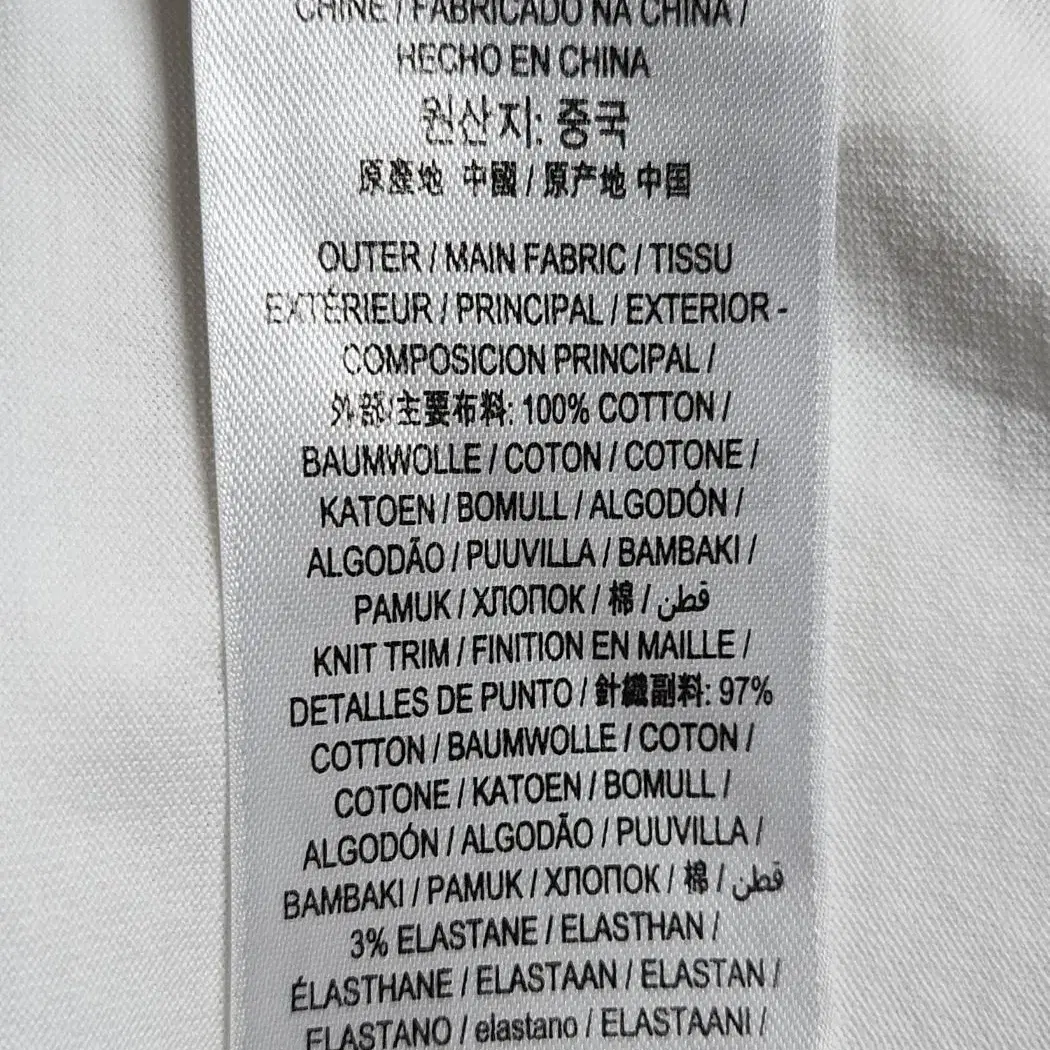 CHINE / FABRICADO NA CHINA /
HECHO EN CHINA
원산지: 중국
原產地 中國 / 原产地 中国
OUTER / MAIN FABRIC / TISSU
EXTÉRIEUR / PRINCIPAL / EXTERIOR -
COMPOSICION PRINCIPAL /
外部/主要布料: 100% COTTON /
BAUMWOLLE / COTON / COTONE /
KATOEN / BOMULL / ALGODÓN /
ALGODÃO / PUUVILLA / BAMBAKI /
PAMUK / ХЛОПОК / 棉 / قطن
KNIT TRIM / FINITION EN MAILLE /
DETALLES DE PUNTO / 針織副料: 97%
COTTON / BAUMWOLLE / COTON /
COTONE / KATOEN / BOMULL /
ALGODÓN / ALGODÃO / PUUVILLA /
BAMBAKI / PAMUK / ХЛОПОК / 棉 / قطن
3% ELASTANE / ELASTHAN /
ÉLASTHANE / ELASTAAN / ELASTAN /
ELASTANO / elastano / ELASTAANI /